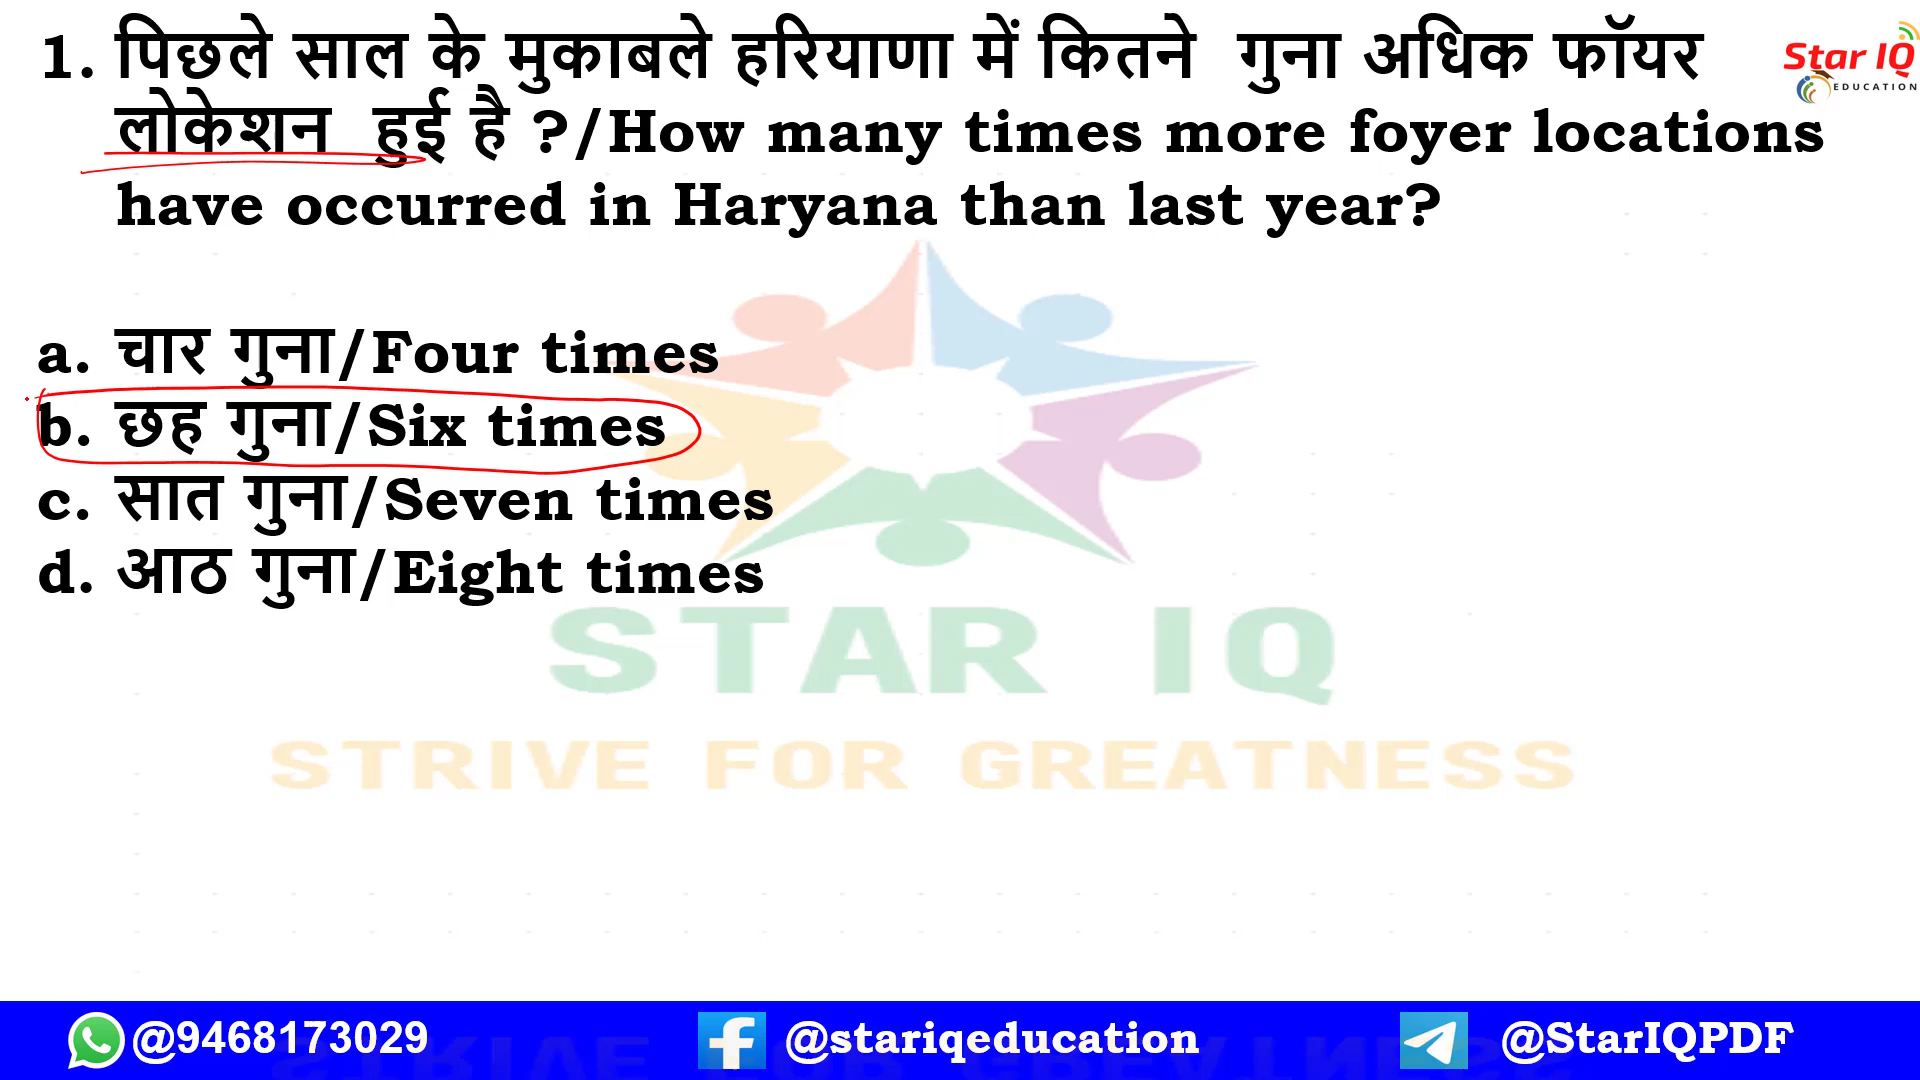 1. पिछले साल के मुकाबले हरियाणा में कितने गुना अधिक फॉयर
लोकेशन हुई है ?/How many times more foyer locations
have occurred in Haryana than last year?
Star IQ
EDUCATION
a. चार गुना/Four times
b. छह गुना/Six times
c. सात गुना/Seven times
d. आठ गुना/Eight times
STAR IQ
STRIVE FOR GREATNESS
@9468173029 @stariqeducation @StarIQPDF